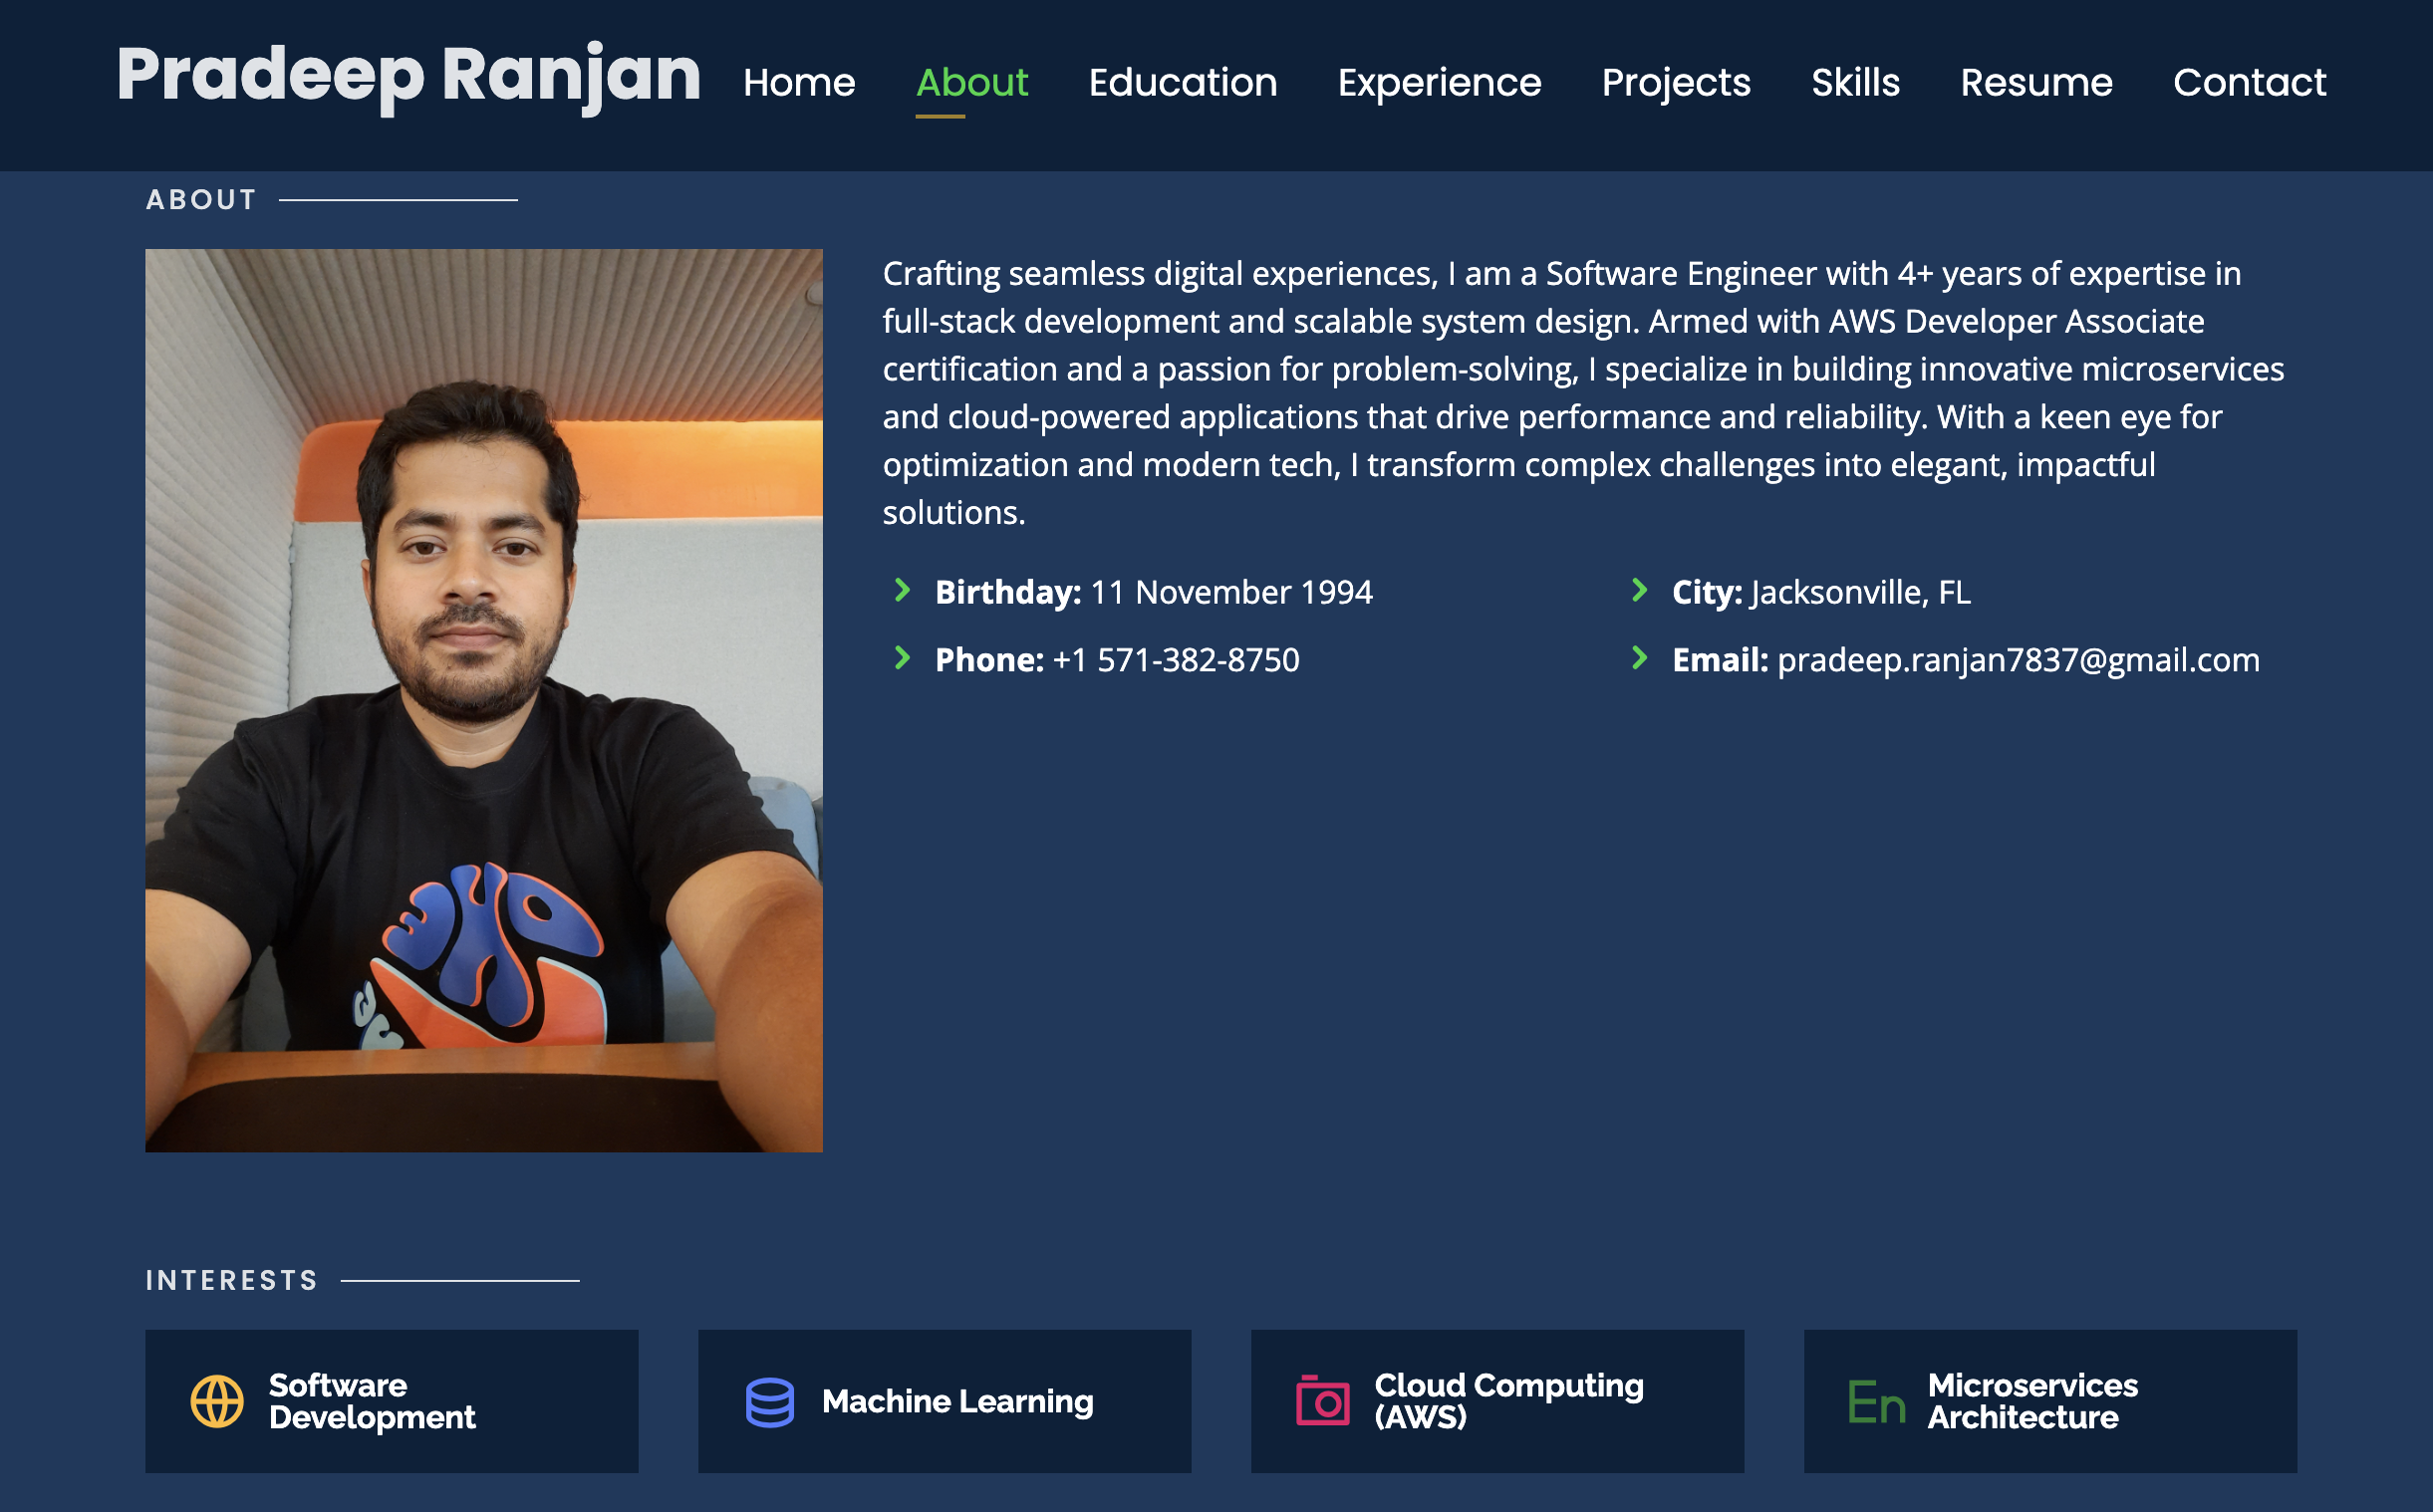 Pradeep Ranjan
Home About Education Experience Projects Skills Resume Contact
ABOUT
Crafting seamless digital experiences, I am a Software Engineer with 4+ years of expertise in
full-stack development and scalable system design. Armed with AWS Developer Associate
certification and a passion for problem-solving, I specialize in building innovative microservices
and cloud-powered applications that drive performance and reliability. With a keen eye for
optimization and modern tech, I transform complex challenges into elegant, impactful
solutions.
Birthday: 11 November 1994
City: Jacksonville, FL
Phone: +1 571-382-8750
Email: pradeep.ranjan7837@gmail.com
INTERESTS
Software
Development
Machine Learning
Cloud Computing
(AWS)
En
Microservices
Architecture